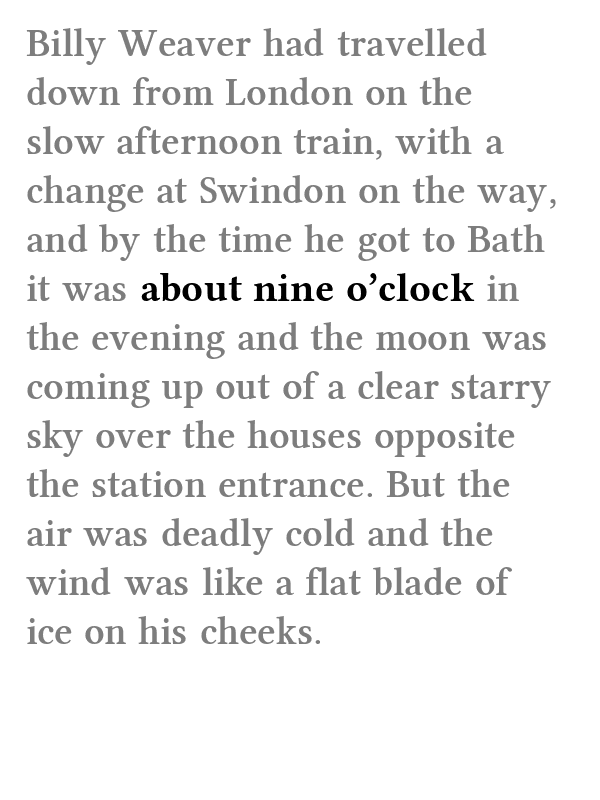 Billy Weaver had travelled
down from London on the
slow afternoon train, with a
change at Swindon on the way,
and by the time he got to Bath
it was about nine o’clock in
the evening and the moon was
coming up out of a clear starry
sky over the houses opposite
the station entrance. But the
air was deadly cold and the
wind was like a flat blade of
ice on his cheeks.